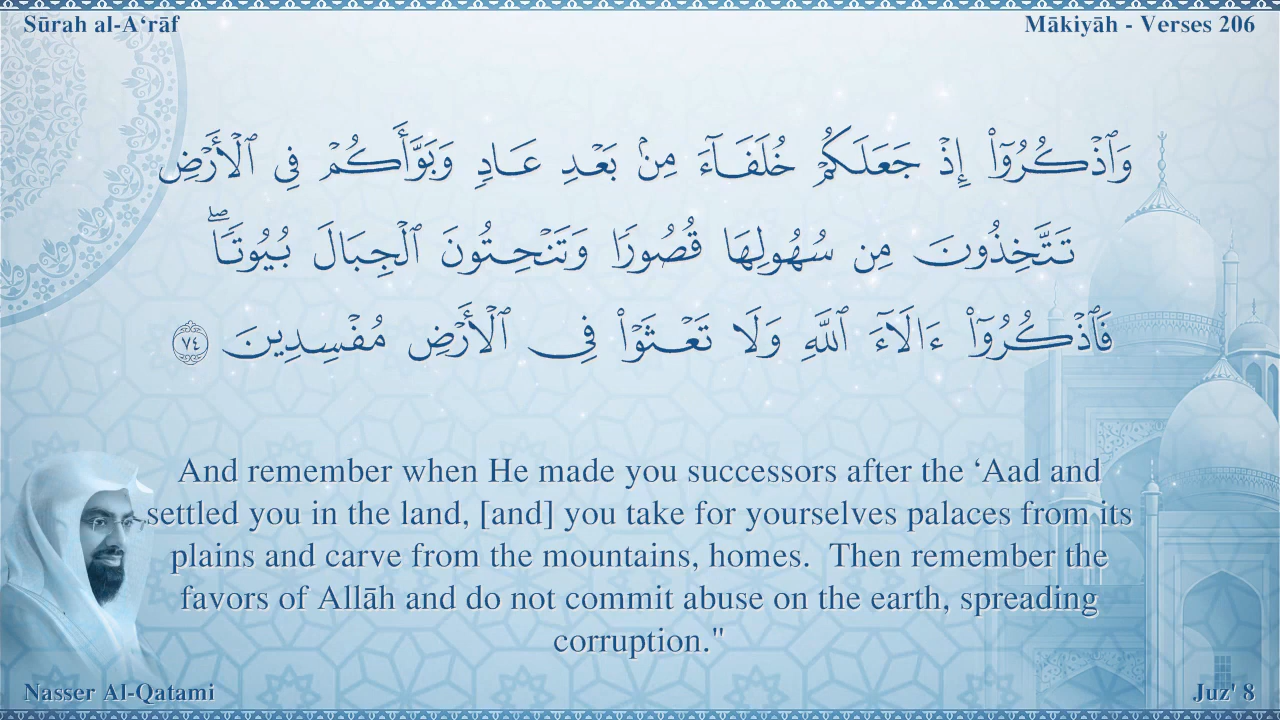 Sūrah al-A‘rāf
Mākiyāh - Verses 206
وَٱذْكُرُوٓا۟ إِذْ جَعَلَكُمْ خُلَفَآءَ مِنۢ بَعْدِ عَادٍ وَبَوَّأَكُمْ فِى ٱلْأَرْضِ
تَتَّخِذُونَ مِن سُهُولِهَا قُصُورًا وَتَنْحِتُونَ ٱلْجِبَالَ بُيُوتًا ۖ
فَٱذْكُرُوٓا۟ ءَالَآءَ ٱللَّهِ وَلَا تَعْثَوْا۟ فِى ٱلْأَرْضِ مُفْسِدِينَ ٧٤
And remember when He made you successors after the ‘Aad and
settled you in the land, [and] you take for yourselves palaces from its
plains and carve from the mountains, homes.  Then remember the
favors of Allāh and do not commit abuse on the earth, spreading
corruption."
Nasser Al-Qatami
Juz' 8